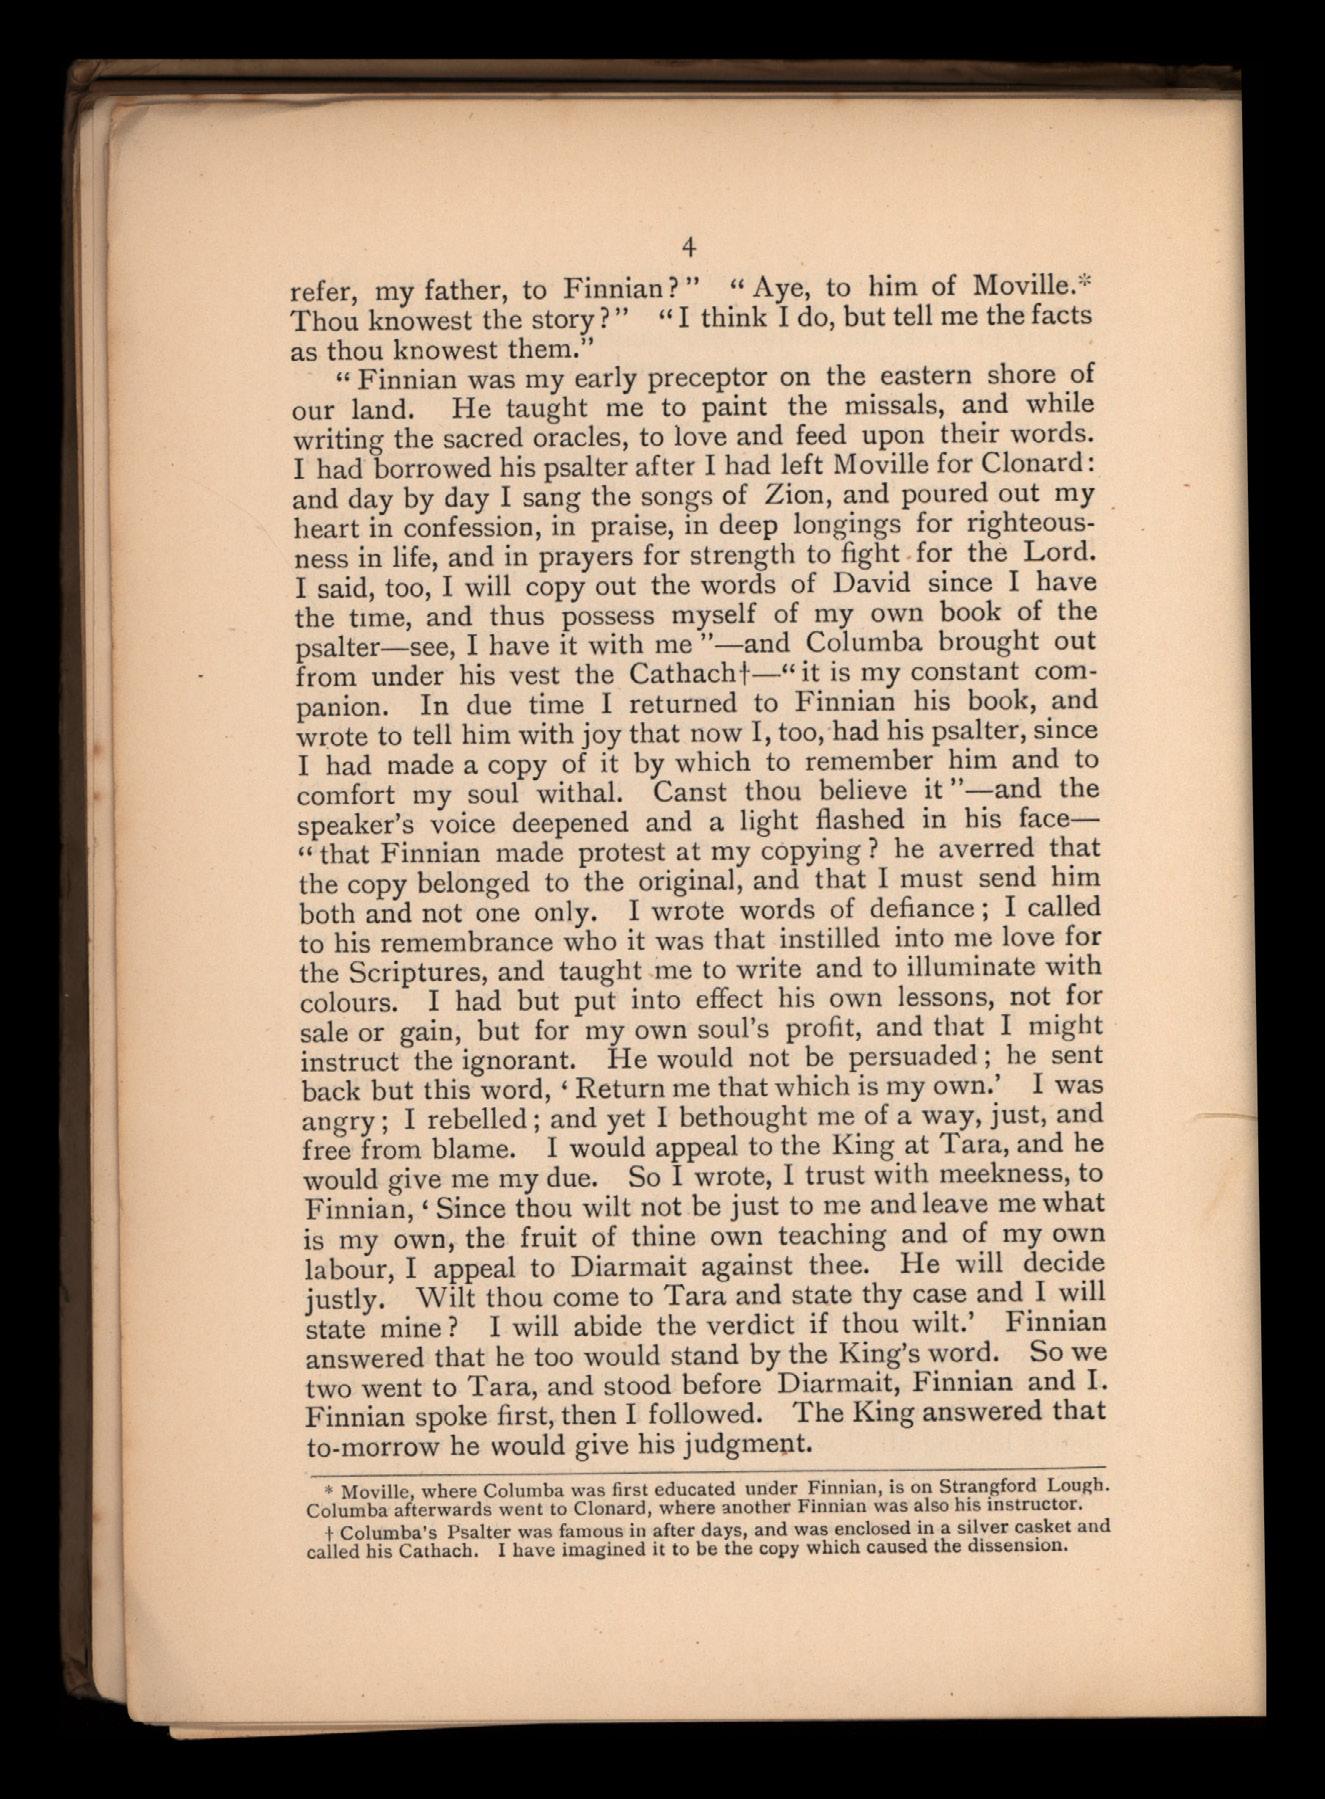 4
refer, my father, to Finnian?” “Aye, to him of Moville.*
Thou knowest the story?” “I think I do, but tell me the facts
as thou knowest them.”
“Finnian was my early preceptor on the eastern shore of
our land. He taught me to paint the missals, and while
writing the sacred oracles, to love and feed upon their words.
I had borrowed his psalter after I had left Moville for Clonard:
and day by day I sang the songs of Zion, and poured out my
heart in confession, in praise, in deep longings for righteous-
ness in life, and in prayers for strength to fight for the Lord.
I said, too, I will copy out the words of David since I have
the time, and thus possess myself of my own book of the
psalter—see, I have it with me”—and Columba brought out
from under his vest the Cathach†—“it is my constant com-
panion. In due time I returned to Finnian his book, and
wrote to tell him with joy that now I, too, had his psalter, since
I had made a copy of it by which to remember him and to
comfort my soul withal. Canst thou believe it”—and the
speaker’s voice deepened and a light flashed in his face—
“that Finnian made protest at my copying? he averred that
the copy belonged to the original, and that I must send him
both and not one only. I wrote words of defiance; I called
to his remembrance who it was that instilled into me love for
the Scriptures, and taught me to write and to illuminate with
colours. I had but put into effect his own lessons, not for
sale or gain, but for my own soul’s profit, and that I might
instruct the ignorant. He would not be persuaded; he sent
back but this word, ‘Return me that which is my own.’ I was
angry; I rebelled; and yet I bethought me of a way, just, and
free from blame. I would appeal to the King at Tara, and he
would give me my due. So I wrote, I trust with meekness, to
Finnian, ‘Since thou wilt not be just to me and leave me what
is my own, the fruit of thine own teaching and of my own
labour, I appeal to Diarmait against thee. He will decide
justly. Wilt thou come to Tara and state thy case and I will
state mine? I will abide the verdict if thou wilt.’ Finnian
answered that he too would stand by the King’s word. So we
two went to Tara, and stood before Diarmait, Finnian and I.
Finnian spoke first, then I followed. The King answered that
to-morrow he would give his judgment.
* Moville, where Columba was first educated under Finnian, is on Strangford Lough.
Columba afterwards went to Clonard, where another Finnian was also his instructor.
† Columba’s Psalter was famous in after days, and was enclosed in a silver casket and
called his Cathach. I have imagined it to be the copy which caused the dissension.